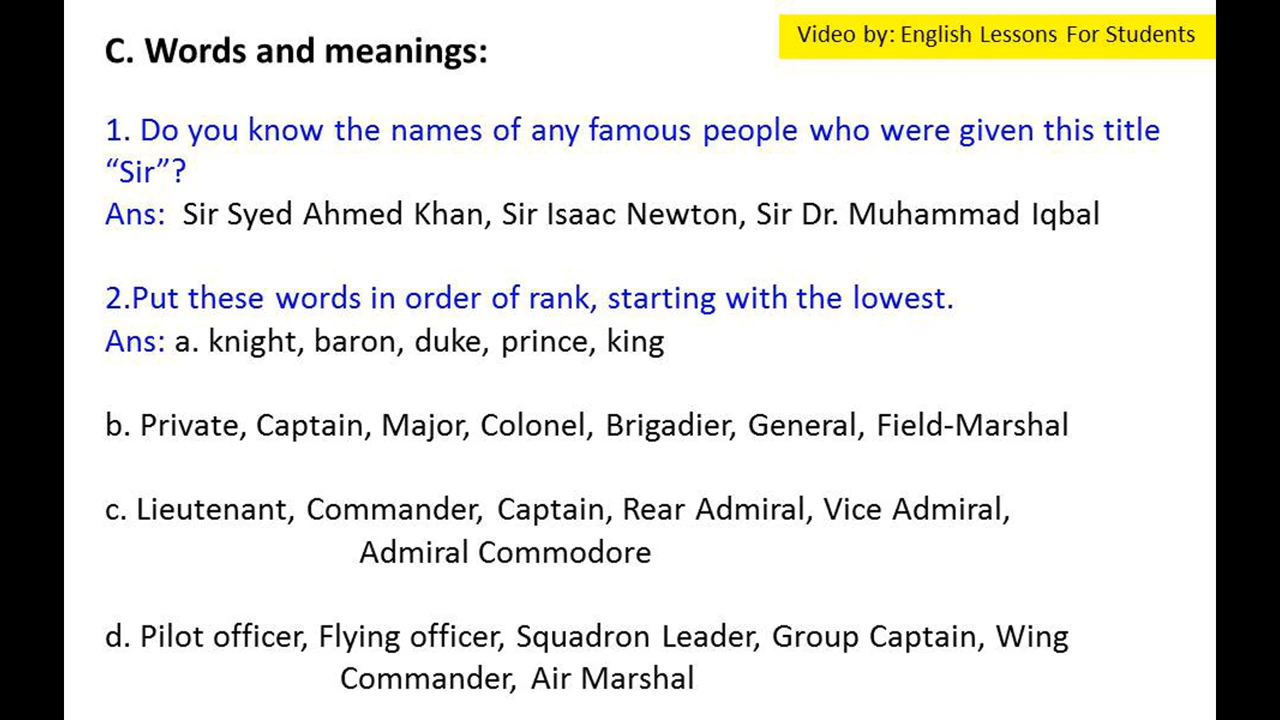 C. Words and meanings:
Video by: English Lessons For Students
1. Do you know the names of any famous people who were given this title
“Sir”?
Ans: Sir Syed Ahmed Khan, Sir Isaac Newton, Sir Dr. Muhammad Iqbal
2.Put these words in order of rank, starting with the lowest.
Ans: a. knight, baron, duke, prince, king
b. Private, Captain, Major, Colonel, Brigadier, General, Field-Marshal
c. Lieutenant, Commander, Captain, Rear Admiral, Vice Admiral,
Admiral Commodore
d. Pilot officer, Flying officer, Squadron Leader, Group Captain, Wing
Commander, Air Marshal